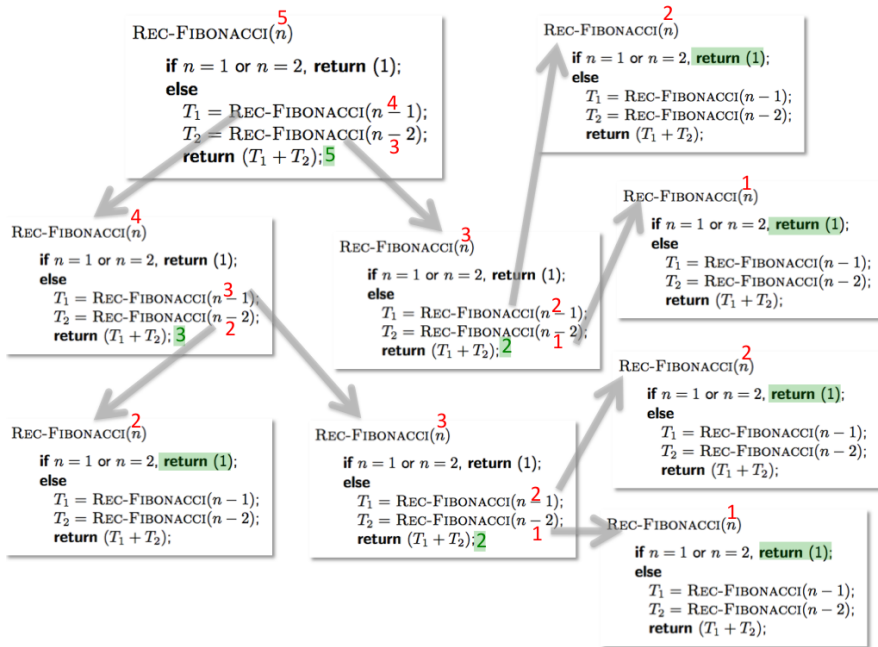 5
REC-FIBONACCI(n)
if n = 1 or n = 2, return (1);
else
4
T₁ = REC-FIBONACCI(n − 1);
T₂ = REC-FIBONACCI(n − 2);
3
return (T₁ + T₂); 5
2
REC-FIBONACCI(n)
if n = 1 or n = 2, return (1);
else
T₁ = REC-FIBONACCI(n − 1);
T₂ = REC-FIBONACCI(n − 2);
return (T₁ + T₂);
4
REC-FIBONACCI(n)
if n = 1 or n = 2, return (1);
else
3
T₁ = REC-FIBONACCI(n − 1);
T₂ = REC-FIBONACCI(n − 2);
2
return (T₁ + T₂); 3
3
REC-FIBONACCI(n)
if n = 1 or n = 2, return (1);
else
2
T₁ = REC-FIBONACCI(n − 1);
T₂ = REC-FIBONACCI(n − 2);
1
return (T₁ + T₂); 2
1
REC-FIBONACCI(n)
if n = 1 or n = 2, return (1);
else
T₁ = REC-FIBONACCI(n − 1);
T₂ = REC-FIBONACCI(n − 2);
return (T₁ + T₂);
2
REC-FIBONACCI(n)
if n = 1 or n = 2, return (1);
else
T₁ = REC-FIBONACCI(n − 1);
T₂ = REC-FIBONACCI(n − 2);
return (T₁ + T₂);
3
REC-FIBONACCI(n)
if n = 1 or n = 2, return (1);
else
2
T₁ = REC-FIBONACCI(n − 1);
T₂ = REC-FIBONACCI(n − 2);
1
return (T₁ + T₂); 2
2
REC-FIBONACCI(n)
if n = 1 or n = 2, return (1);
else
T₁ = REC-FIBONACCI(n − 1);
T₂ = REC-FIBONACCI(n − 2);
return (T₁ + T₂);
1
REC-FIBONACCI(n)
if n = 1 or n = 2, return (1);
else
T₁ = REC-FIBONACCI(n − 1);
T₂ = REC-FIBONACCI(n − 2);
return (T₁ + T₂);